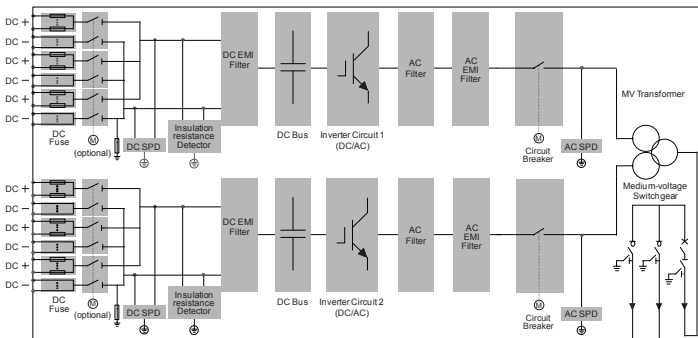 DC +
DC −
DC +
DC −
DC +
DC −
DC
Fuse
M
(optional)
DC SPD
Insulation
resistance
Detector
DC EMI
Filter
DC Bus
Inverter Circuit 1
(DC/AC)
AC
Filter
AC
EMI
Filter
M
Circuit
Breaker
AC SPD
MV Transformer
Medium-voltage
Switchgear
DC +
DC −
DC +
DC −
DC +
DC −
DC
Fuse
M
(optional)
DC SPD
Insulation
resistance
Detector
DC EMI
Filter
DC Bus
Inverter Circuit 2
(DC/AC)
AC
Filter
AC
EMI
Filter
M
Circuit
Breaker
AC SPD